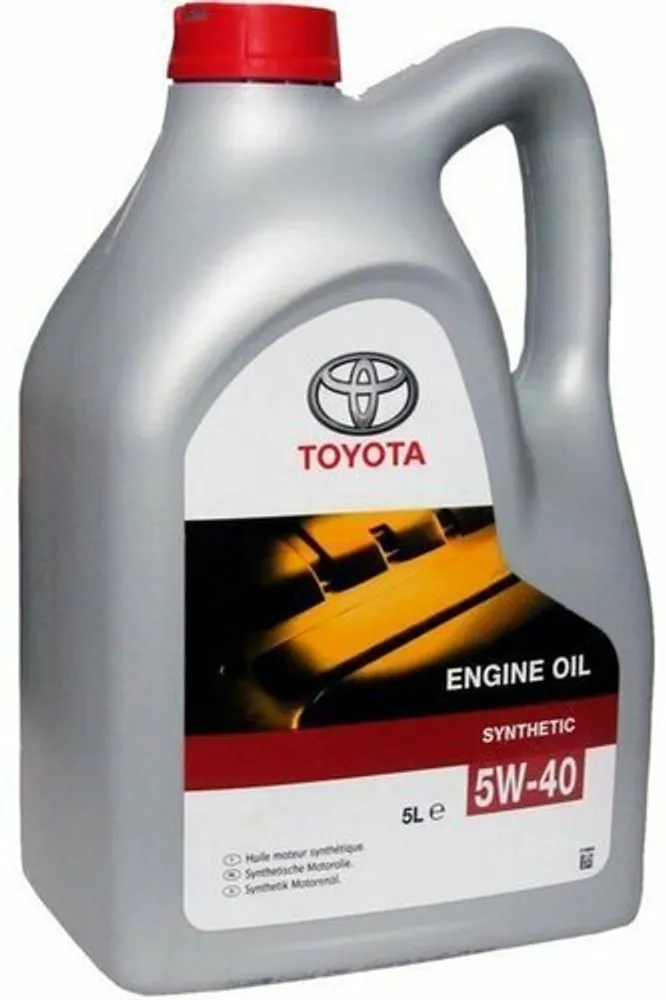 TOYOTA
ENGINE OIL
SYNTHETIC
5W-40
5L e
Huile moteur synthétique.
Synthetische Motorolie.
Synthetik Motorenöl.